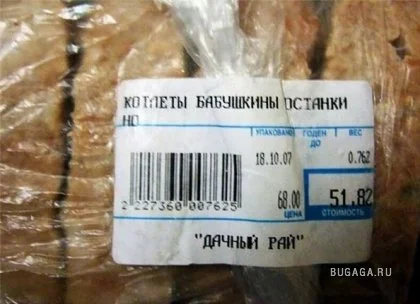 КОТЛЕТЫ БАБУШКИНЫ ОСТАНКИ
НО
УПАКОВАНО ГОДЕН ДО ВЕС
18.10.07 0.762
68.00 51.82
ЦЕНА СТОИМОСТЬ
2 227360 007625
"ДАЧНЫЙ РАЙ"
BUGAGA.RU